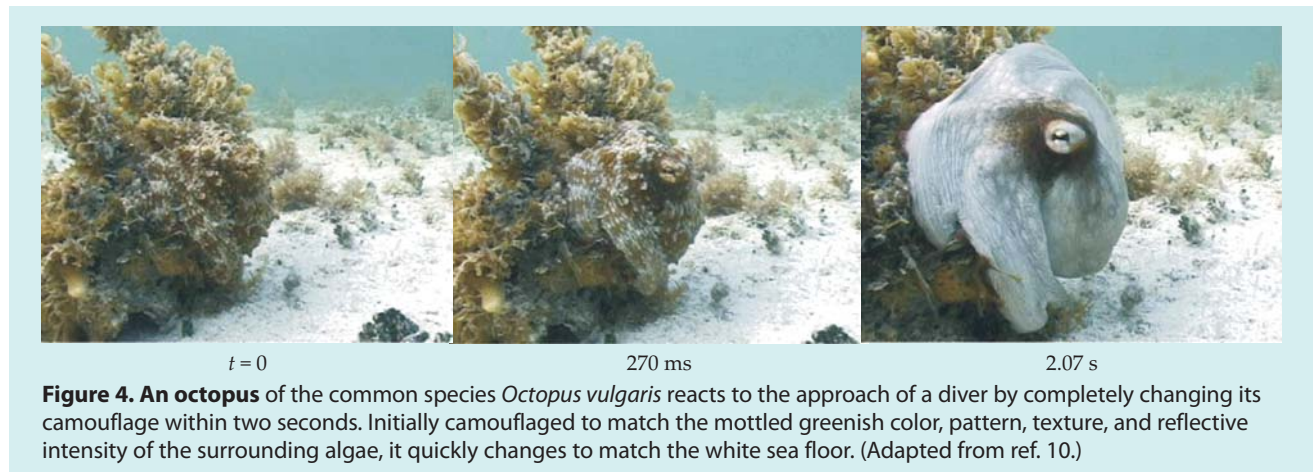 t = 0
270 ms
2.07 s
Figure 4. An octopus of the common species Octopus vulgaris reacts to the approach of a diver by completely changing its
camouflage within two seconds. Initially camouflaged to match the mottled greenish color, pattern, texture, and reflective
intensity of the surrounding algae, it quickly changes to match the white sea floor. (Adapted from ref. 10.)